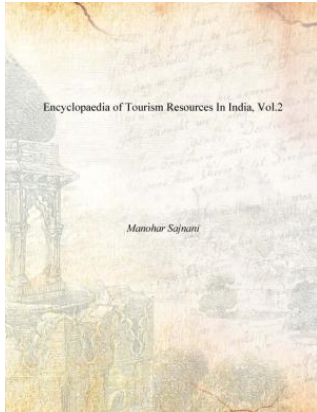 Encyclopaedia of Tourism Resources In India, Vol.2
Manohar Sajnani